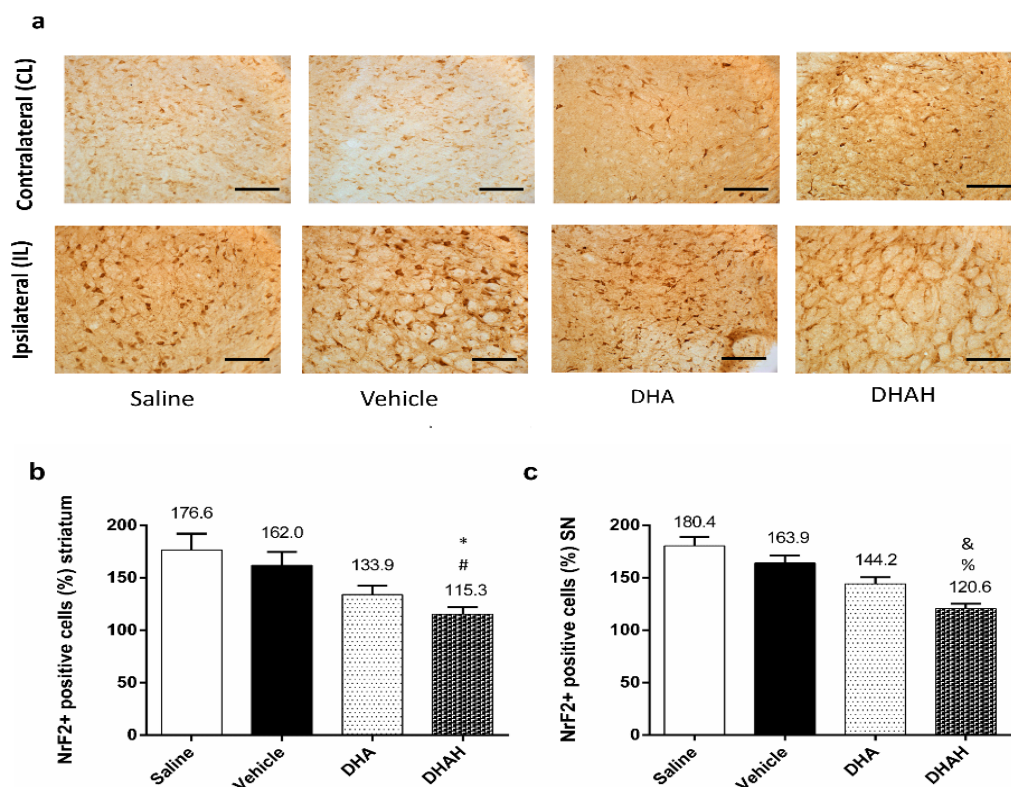 a
Contralateral (CL)
Ipsilateral (IL)
Saline
Vehicle
DHA
DHAH
b
NrF2+ positive cells (%) striatum
200
150
100
50
0
176.6
162.0
133.9
*
#
115.3
Saline
Vehicle
DHA
DHAH
c
NrF2+ positive cells (%) SN
200
150
100
50
0
180.4
163.9
144.2
&
%
120.6
Saline
Vehicle
DHA
DHAH